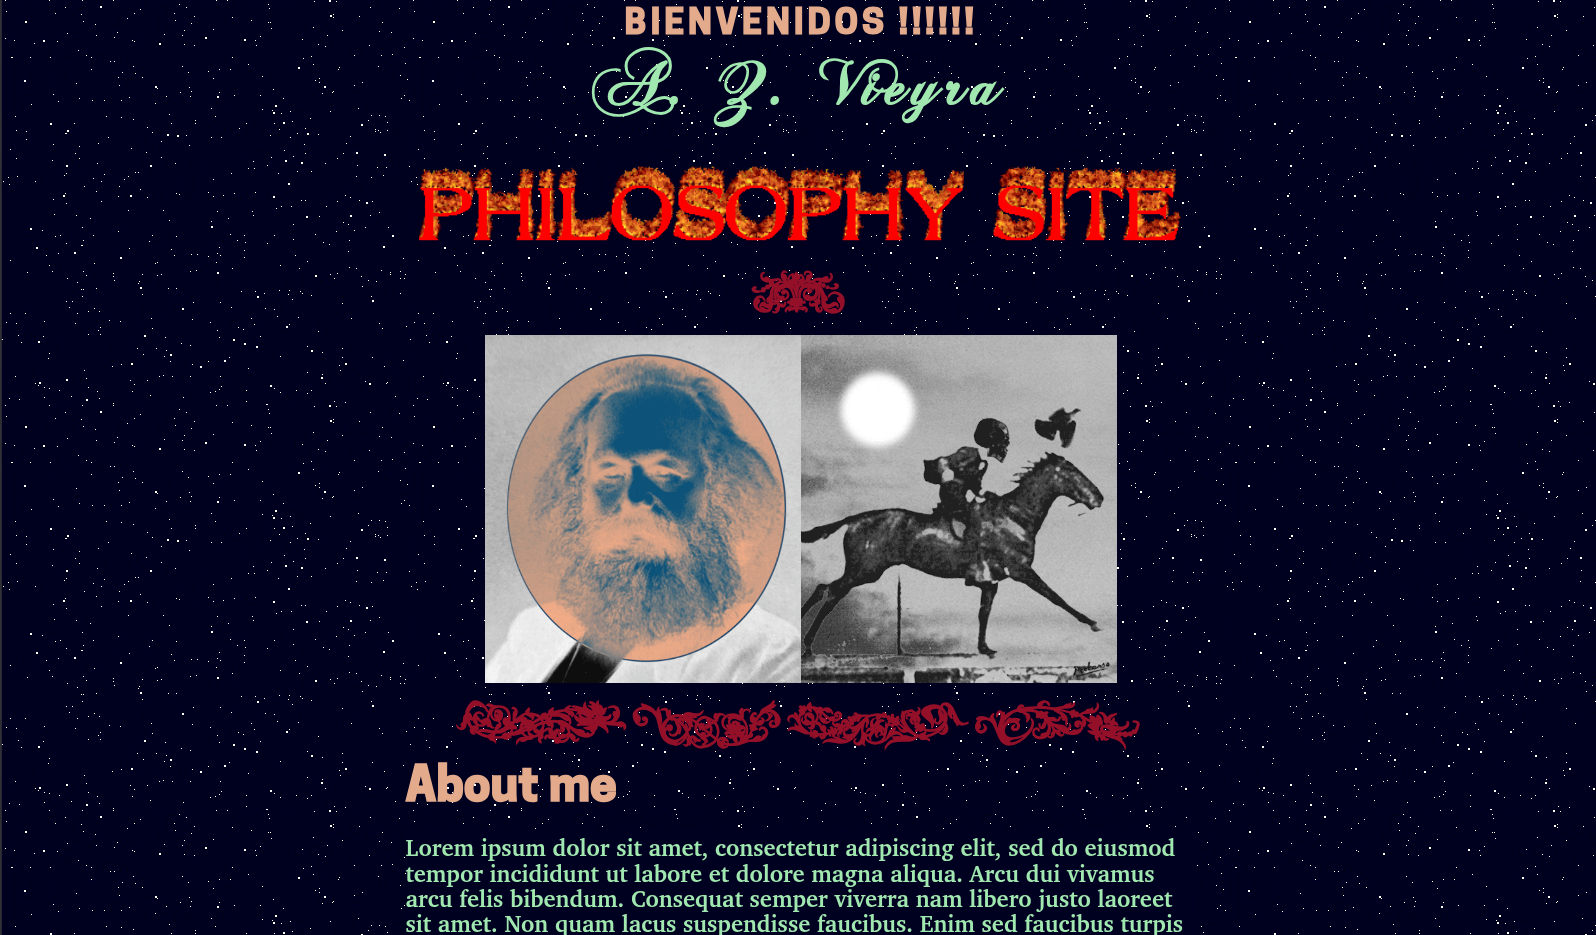 BIENVENIDOS !!!!!!
A. Z. Vieyra
PHILOSOPHY SITE
About me
Lorem ipsum dolor sit amet, consectetur adipiscing elit, sed do eiusmod
tempor incididunt ut labore et dolore magna aliqua. Arcu dui vivamus
arcu felis bibendum. Consequat semper viverra nam libero justo laoreet
sit amet. Non quam lacus suspendisse faucibus. Enim sed faucibus turpis